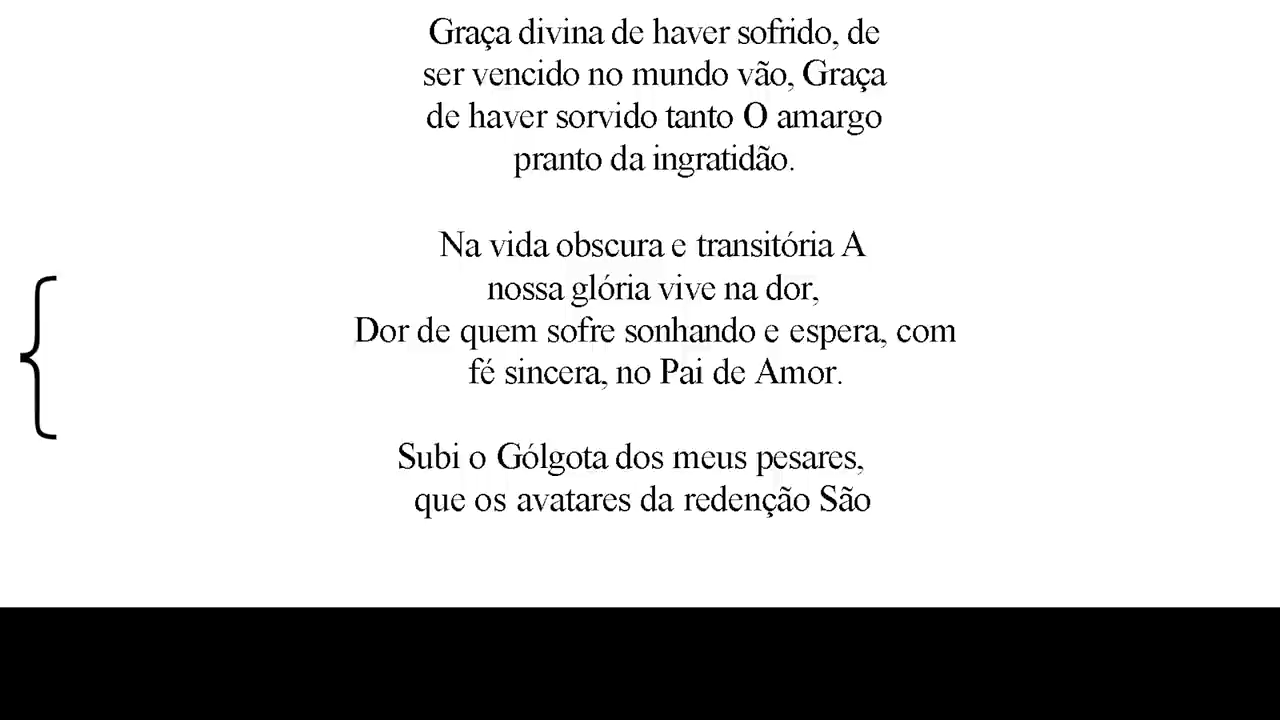 Graça divina de haver sofrido, de
ser vencido no mundo vão, Graça
de haver sorvido tanto O amargo
pranto da ingratidão.
Na vida obscura e transitória A
nossa glória vive na dor,
Dor de quem sofre sonhando e espera, com
fé sincera, no Pai de Amor.
Subi o Gólgota dos meus pesares,
que os avatares da redenção São